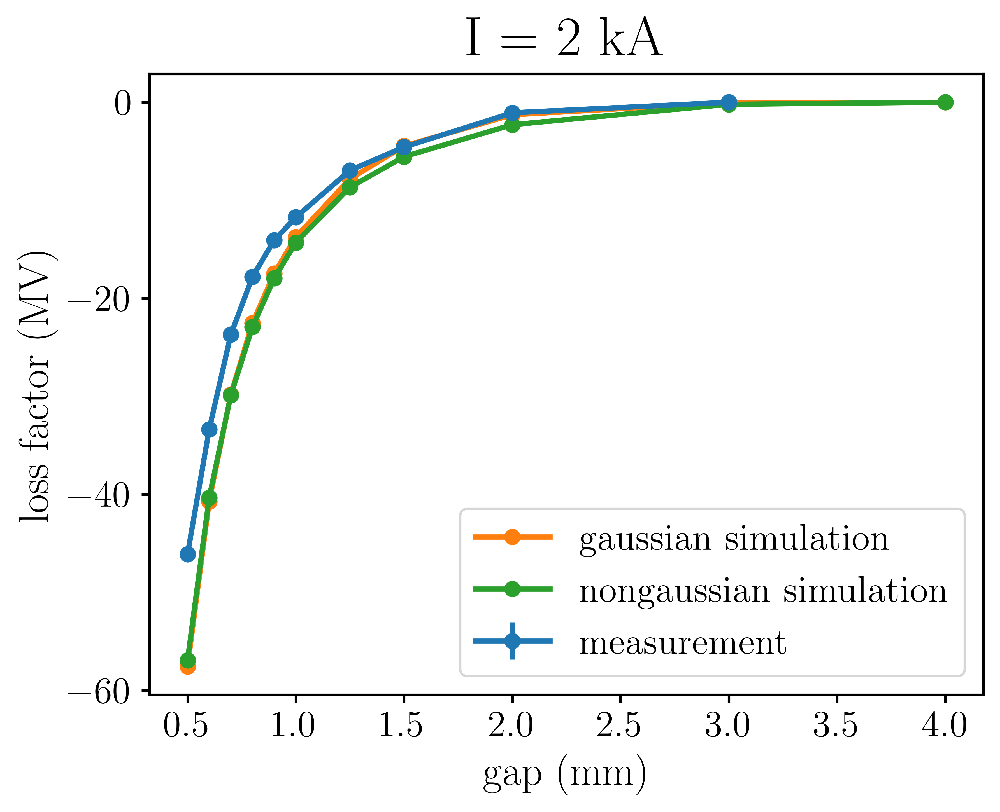 I = 2 kA
0
−20
−40
−60
loss factor (MV)
gaussian simulation
nongaussian simulation
measurement
0.5 1.0 1.5 2.0 2.5 3.0 3.5 4.0
gap (mm)